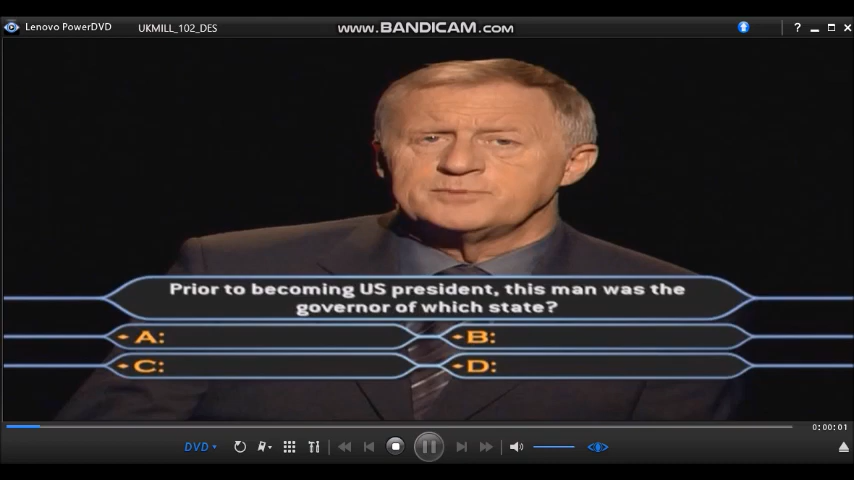 Lenovo PowerDVD
UKMILL_102_DES
www.BANDICAM.com
?
Prior to becoming US president, this man was the
governor of which state?
A:
B:
C:
D:
0:00:01
DVD